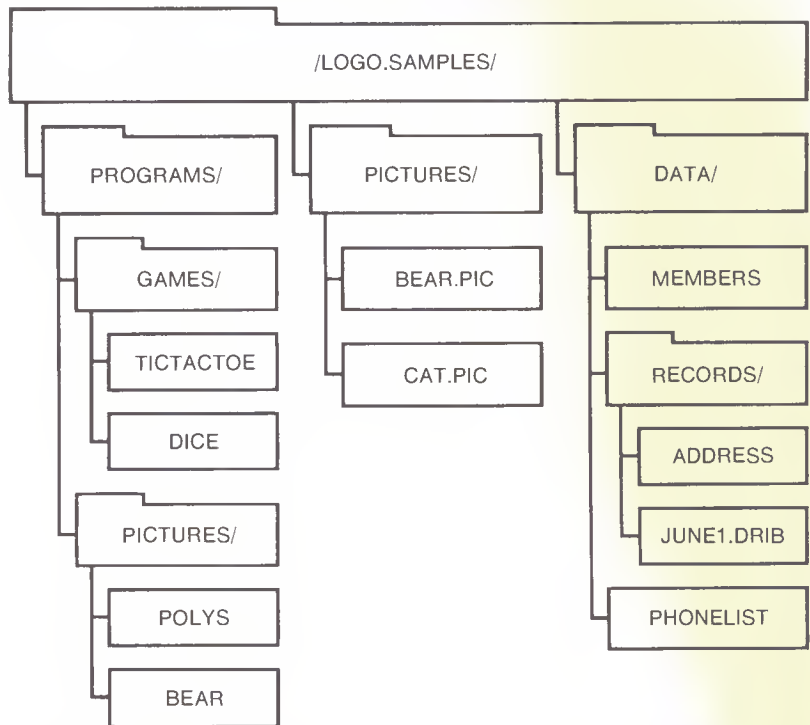 /LOGO.SAMPLES/
PROGRAMS/
GAMES/
TICTACTOE
DICE
PICTURES/
POLYS
BEAR
PICTURES/
BEAR.PIC
CAT.PIC
DATA/
MEMBERS
RECORDS/
ADDRESS
JUNE1.DRIB
PHONELIST